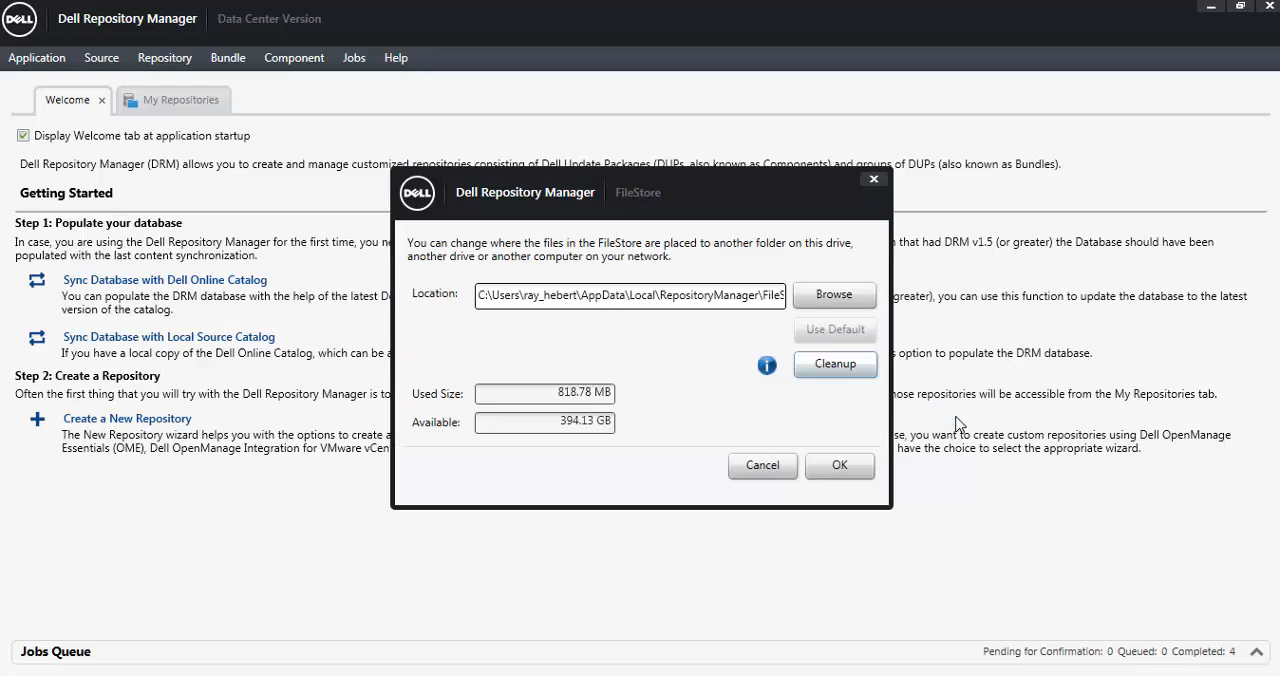 DELL Dell Repository Manager Data Center Version
Application Source Repository Bundle Component Jobs Help
Welcome My Repositories
Display Welcome tab at application startup
Dell Repository Manager (DRM) allows you to create and manage customized repositories consisting of Dell Update Packages (DUPs, also known as Components) and groups of DUPs (also known as Bundles).
Getting Started
Step 1: Populate your database
In case, you are using the Dell Repository Manager for the first time, you ne
n that had DRM v1.5 (or greater) the Database should have been
populated with the last content synchronization.
Sync Database with Dell Online Catalog
You can populate the DRM database with the help of the latest D
greater), you can use this function to update the database to the latest
version of the catalog.
Sync Database with Local Source Catalog
If you have a local copy of the Dell Online Catalog, which can be a
s option to populate the DRM database.
Step 2: Create a Repository
Often the first thing that you will try with the Dell Repository Manager is to
hose repositories will be accessible from the My Repositories tab.
Create a New Repository
The New Repository wizard helps you with the options to create a
se, you want to create custom repositories using Dell OpenManage
Essentials (OME), Dell OpenManage Integration for VMware vCen
have the choice to select the appropriate wizard.
DELL Dell Repository Manager FileStore
You can change where the files in the FileStore are placed to another folder on this drive,
another drive or another computer on your network.
Location: C:\Users\ray_hebert\AppData\Local\RepositoryManager\FileS Browse
Use Default
Cleanup
Used Size: 818.78 MB
Available: 394.13 GB
Cancel OK
Jobs Queue Pending for Confirmation: 0 Queued: 0 Completed: 4